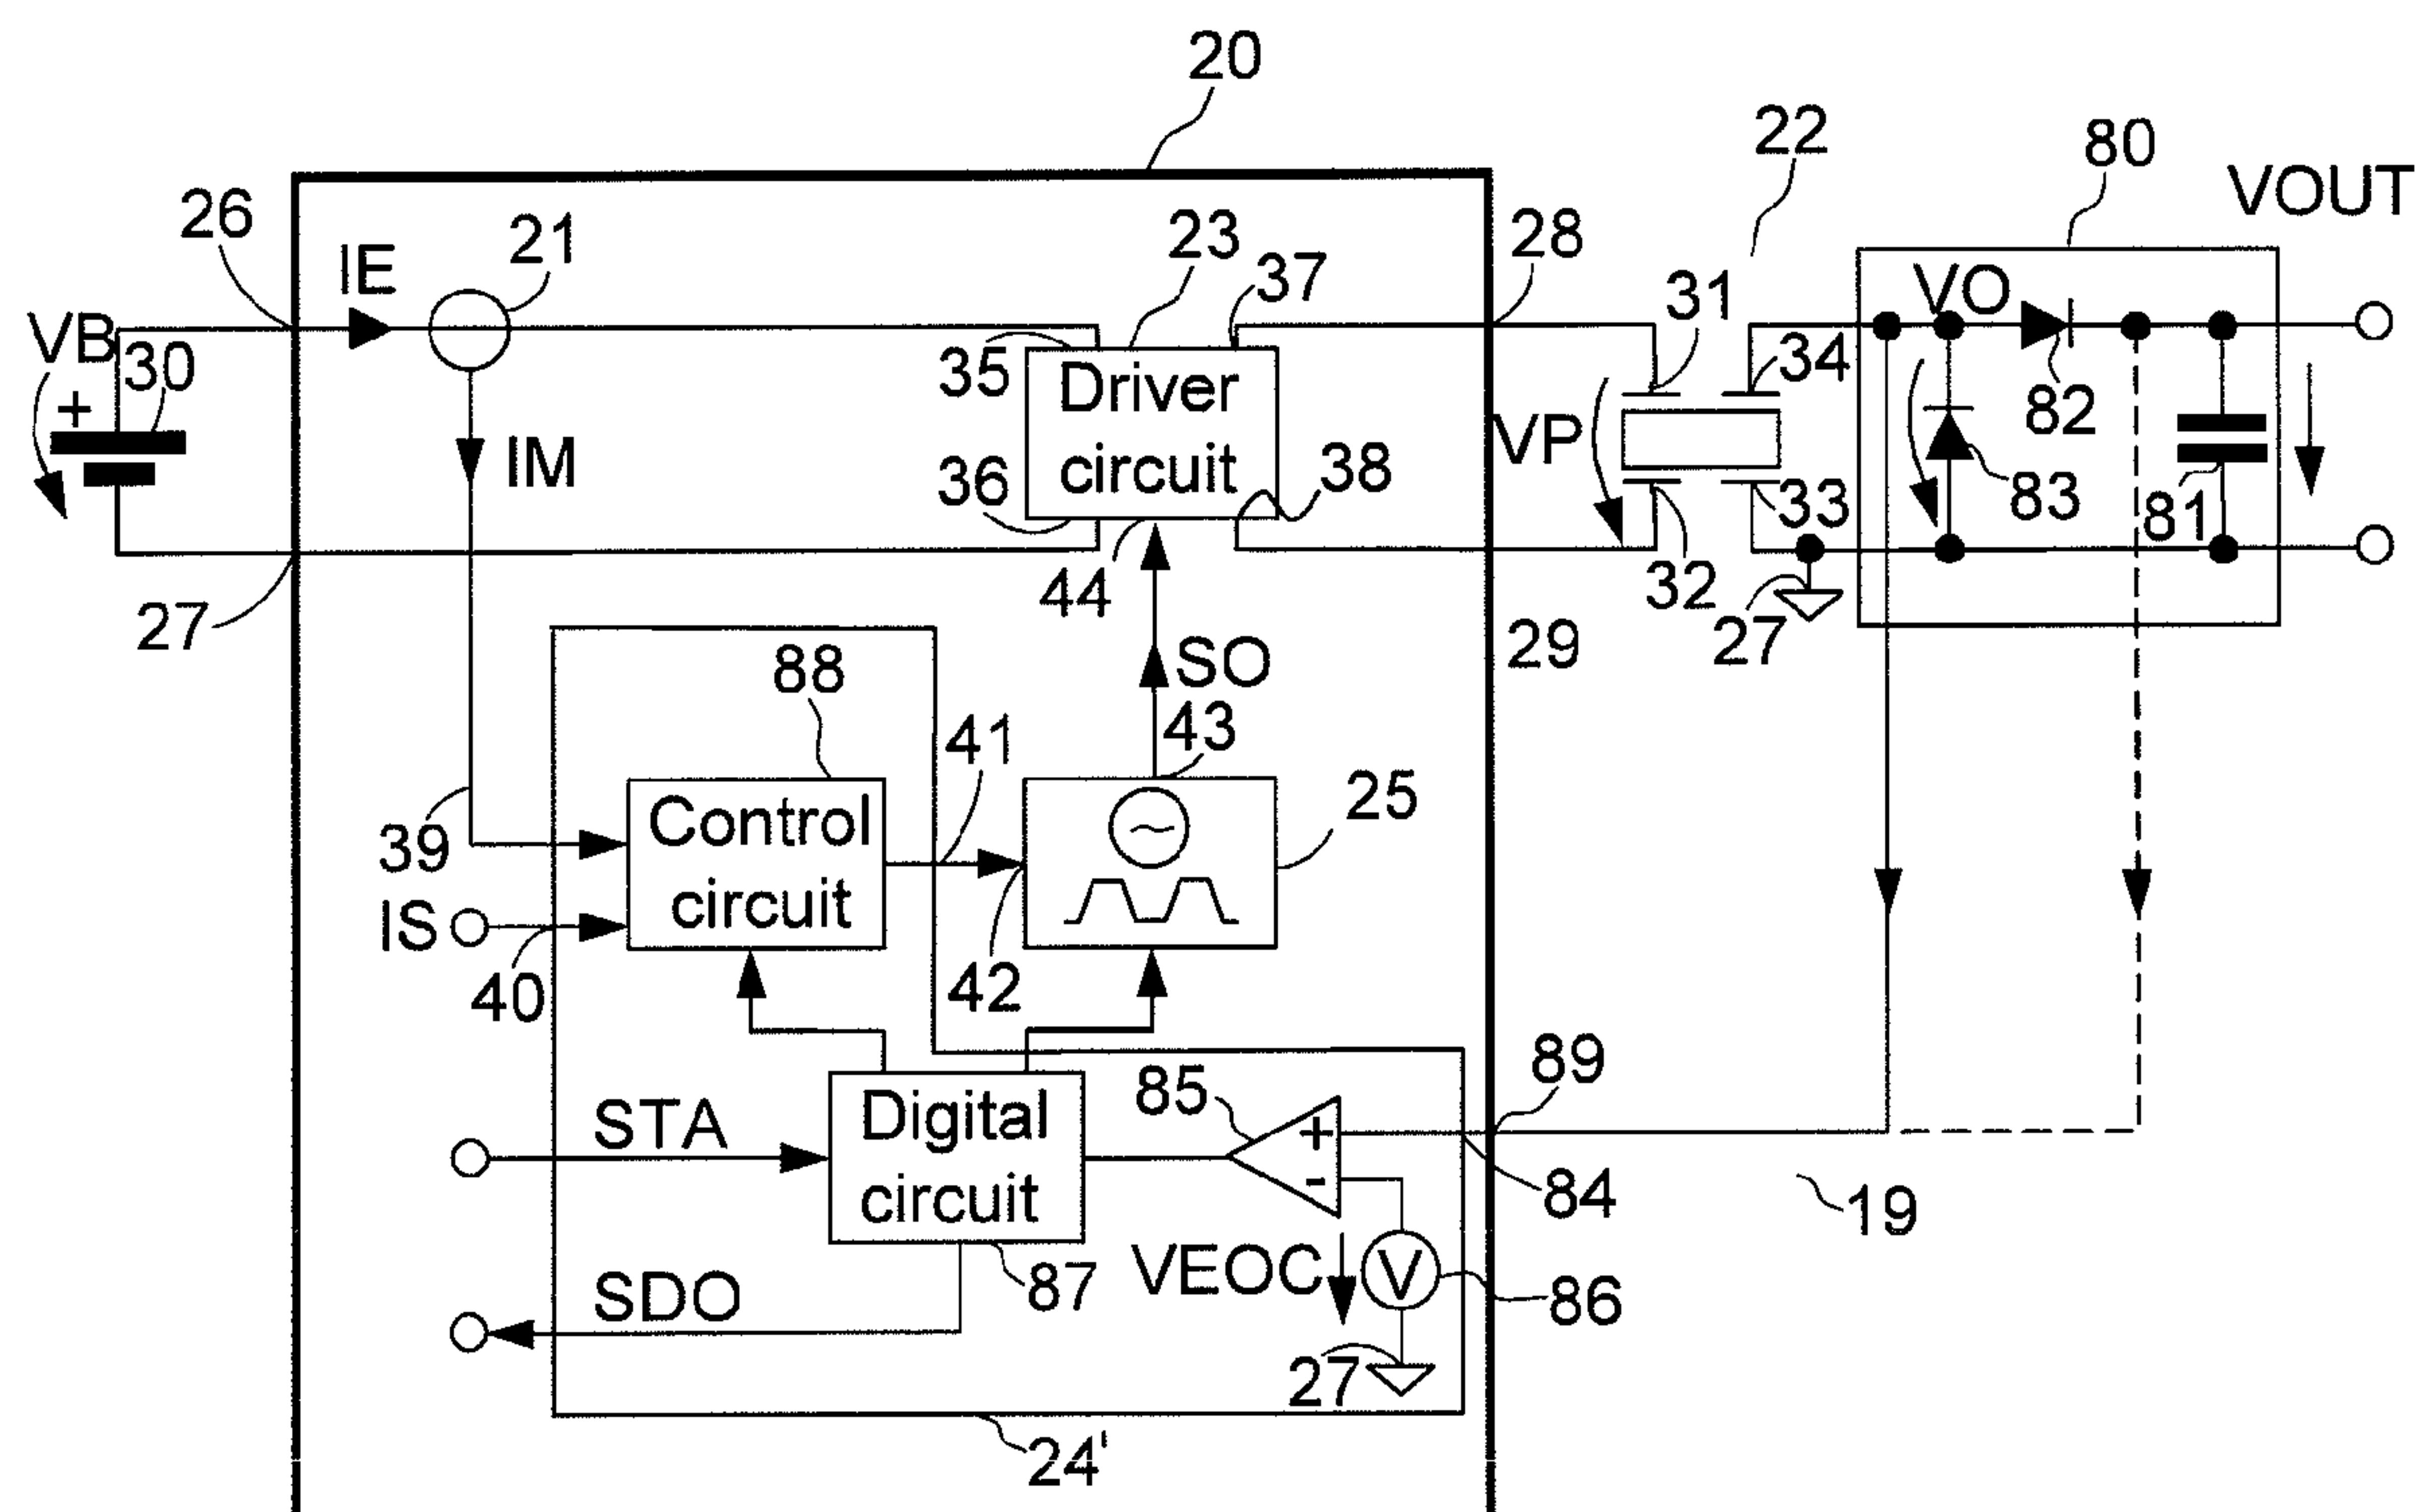 20
22
80
VOUT
26
IE
21
23
37
28
31
VO
VB
30
+
35
Driver
circuit
34
82
IM
36
38
VP
33
83
81
44
32
27
27
29
SO
88
41
43
25
39
Control
circuit
IS
40
42
~
89
85
+
-
STA
Digital
circuit
84
19
VEOC
V
86
SDO
87
27
24'